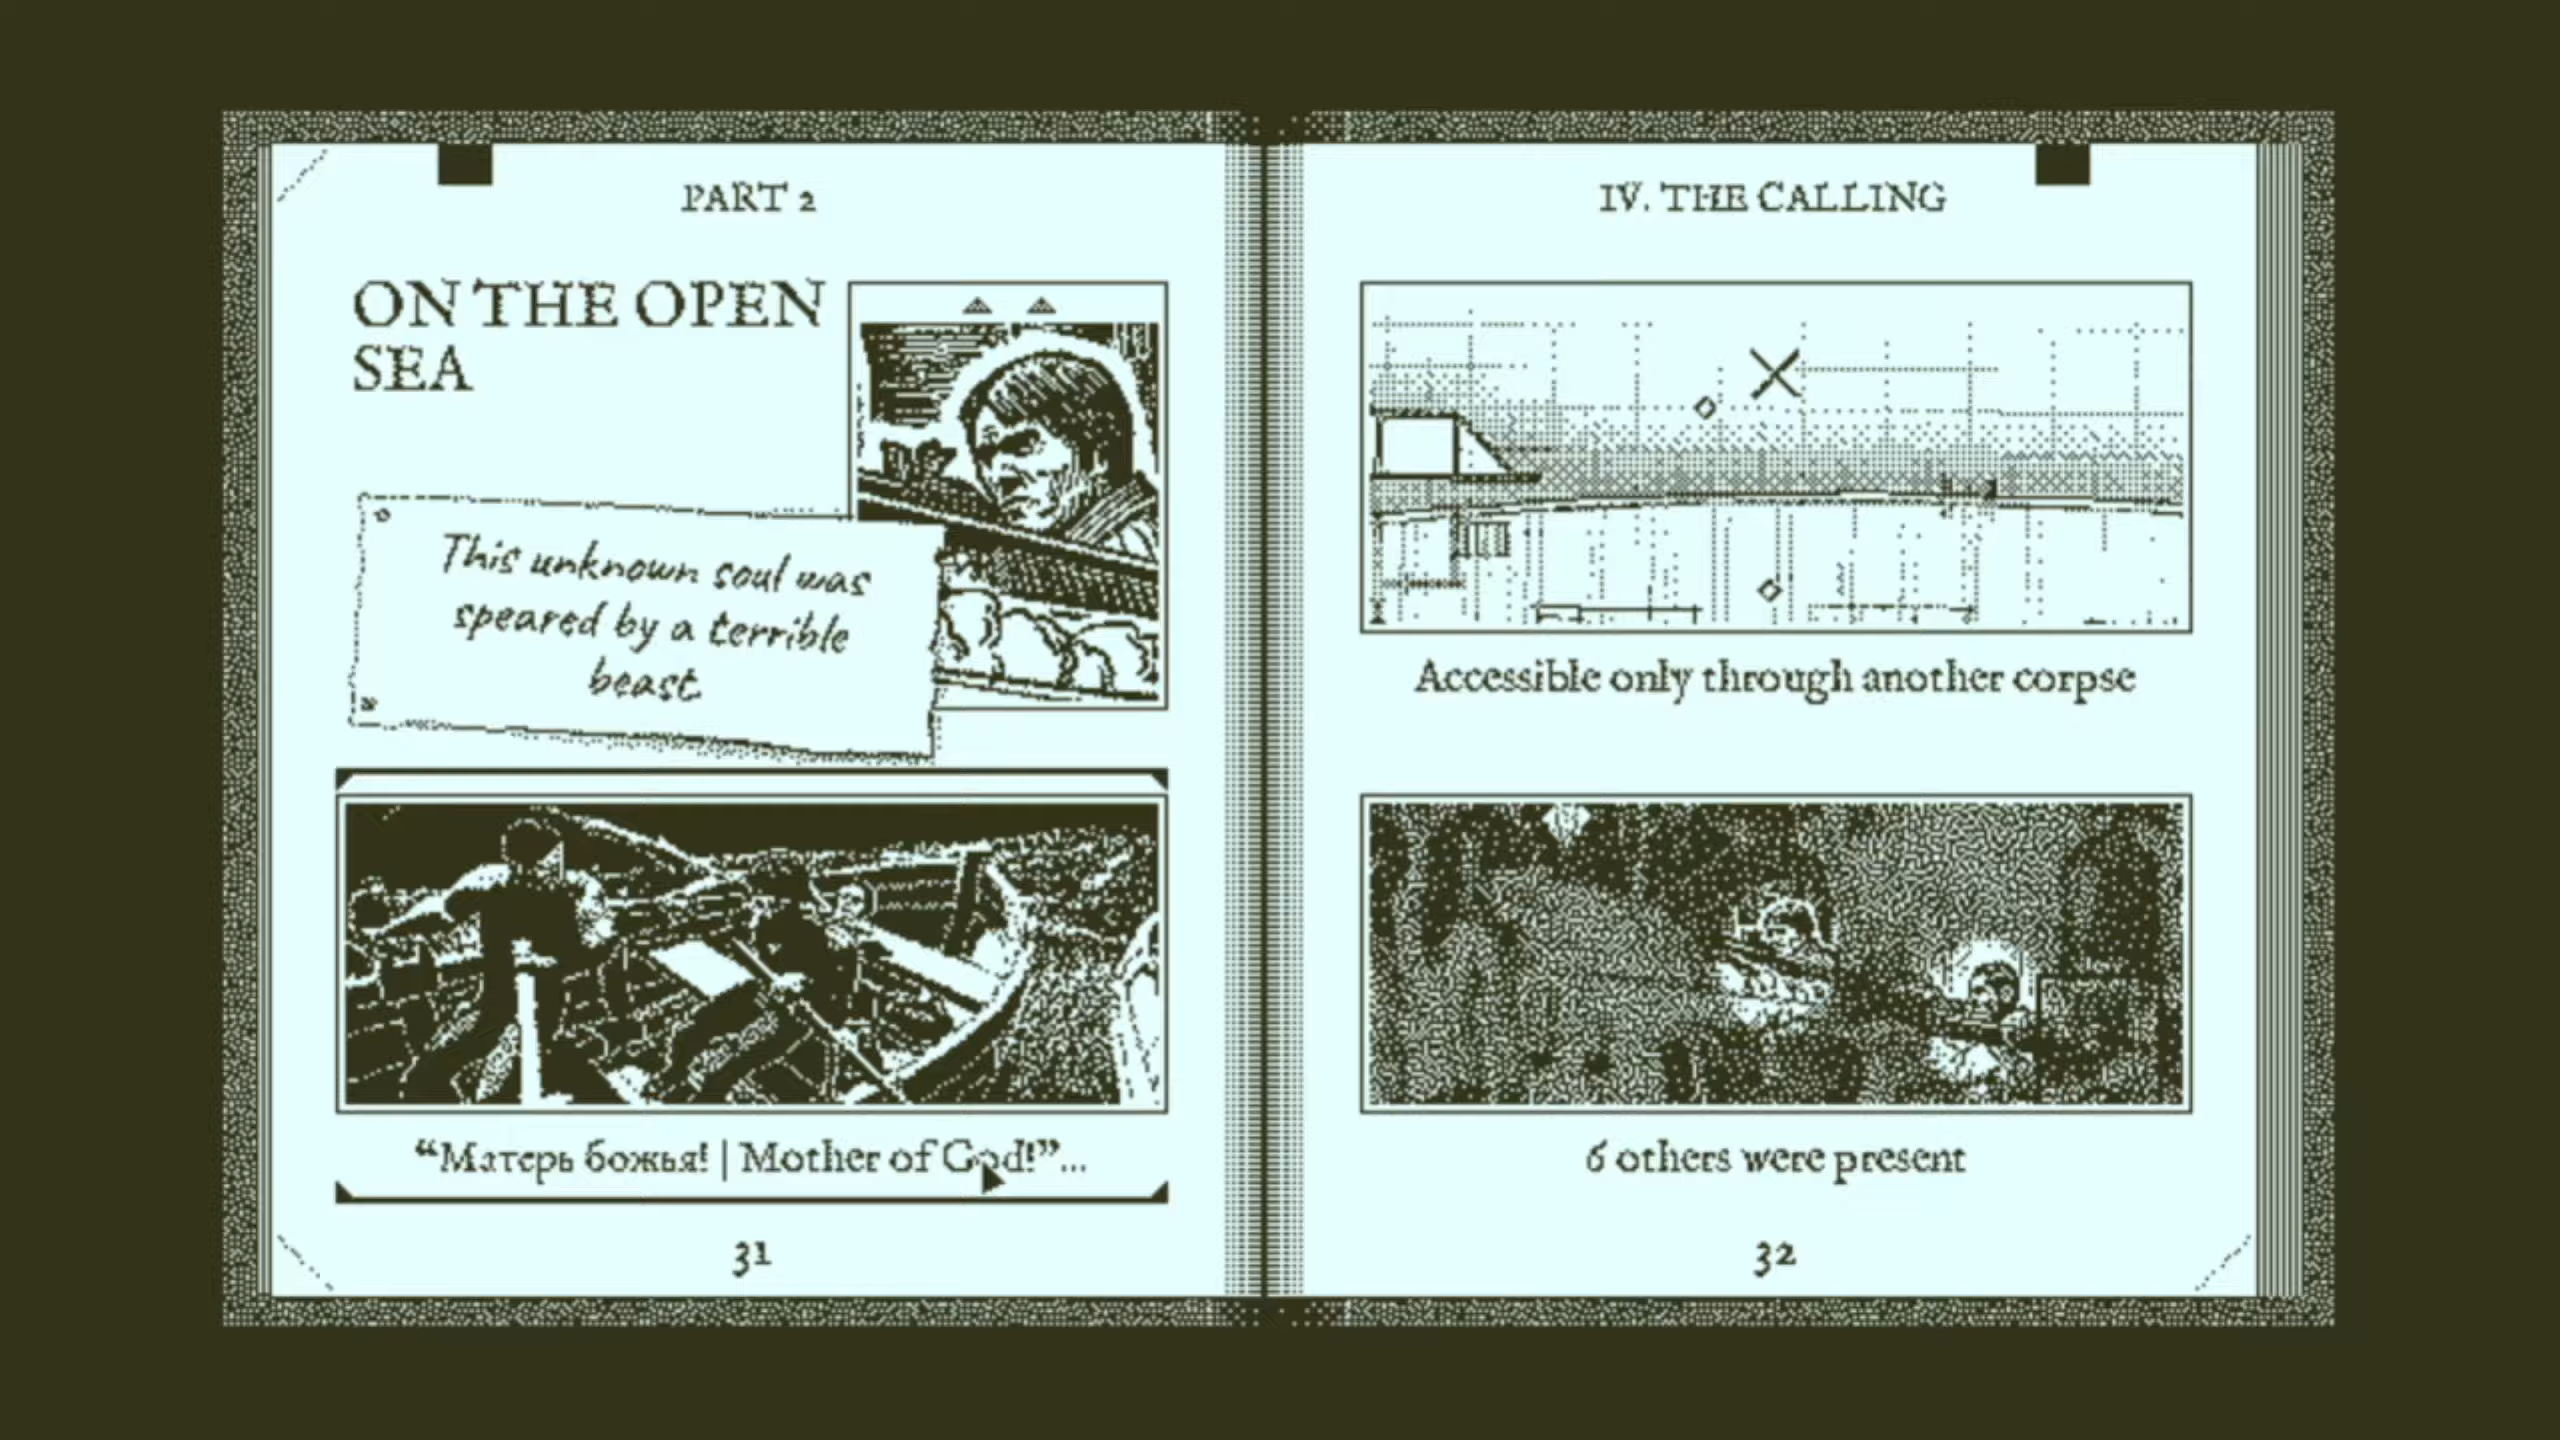 PART 2
ON THE OPEN
SEA
This unknown soul was
speared by a terrible
beast.
“Матерь божья! | Mother of God!”...
31
IV. THE CALLING
Accessible only through another corpse
6 others were present
32